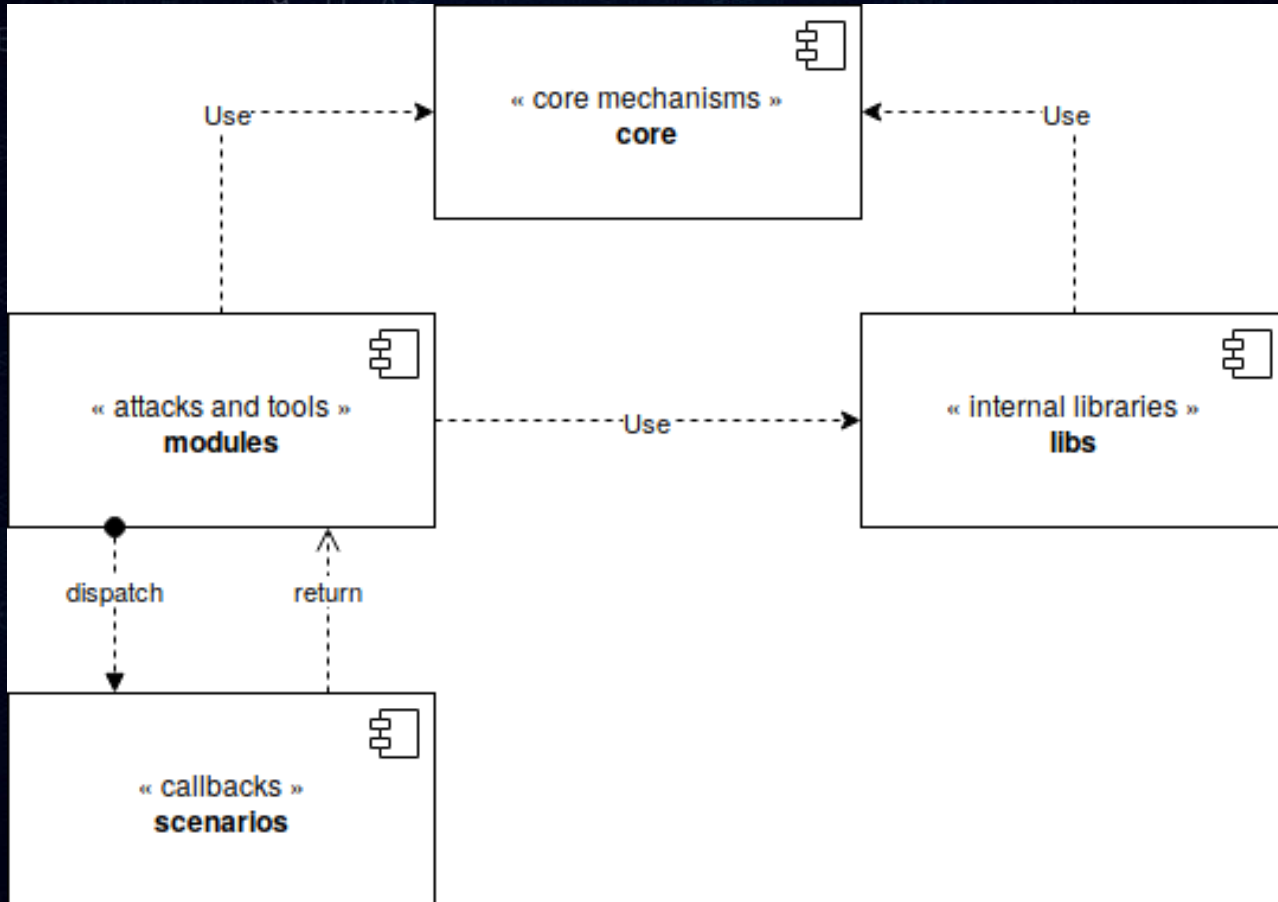 « core mechanisms »
core
Use
Use
« attacks and tools »
modules
Use
« internal libraries »
libs
dispatch
return
« callbacks »
scenarios